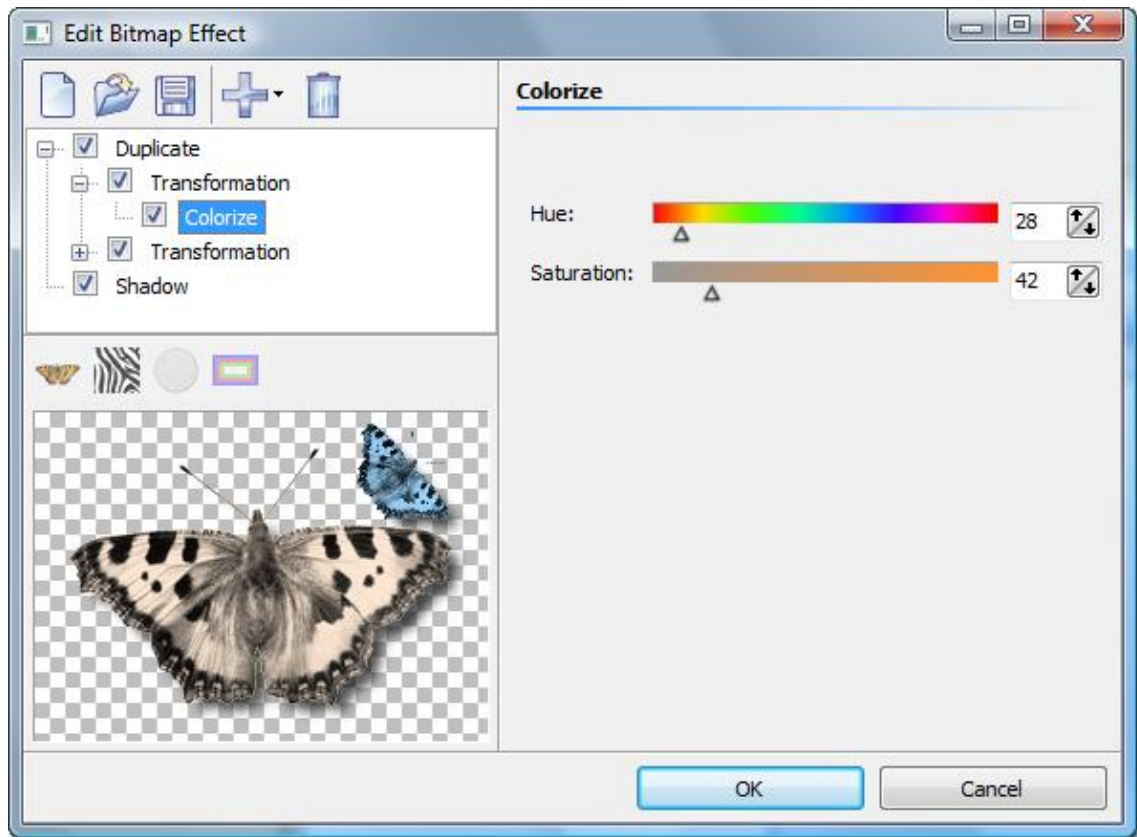 Edit Bitmap Effect
Colorize
Duplicate
Transformation
Colorize
Transformation
Shadow
Hue:
28
Saturation:
42
OK
Cancel